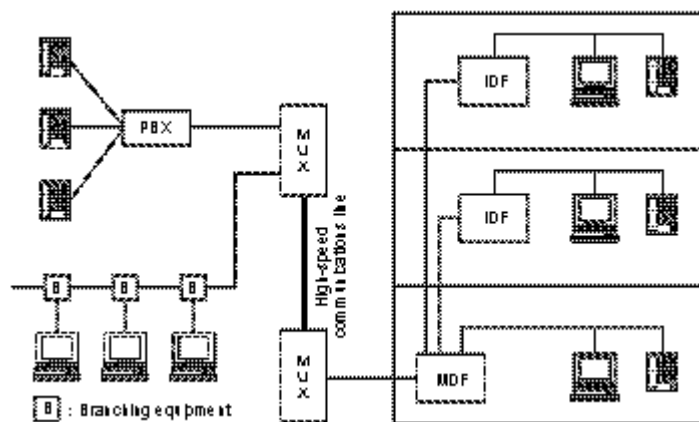 PBX
MUX
IDF
IDF
High-speed
communications line
B
B
B
MUX
MDF
B : Branching equipment